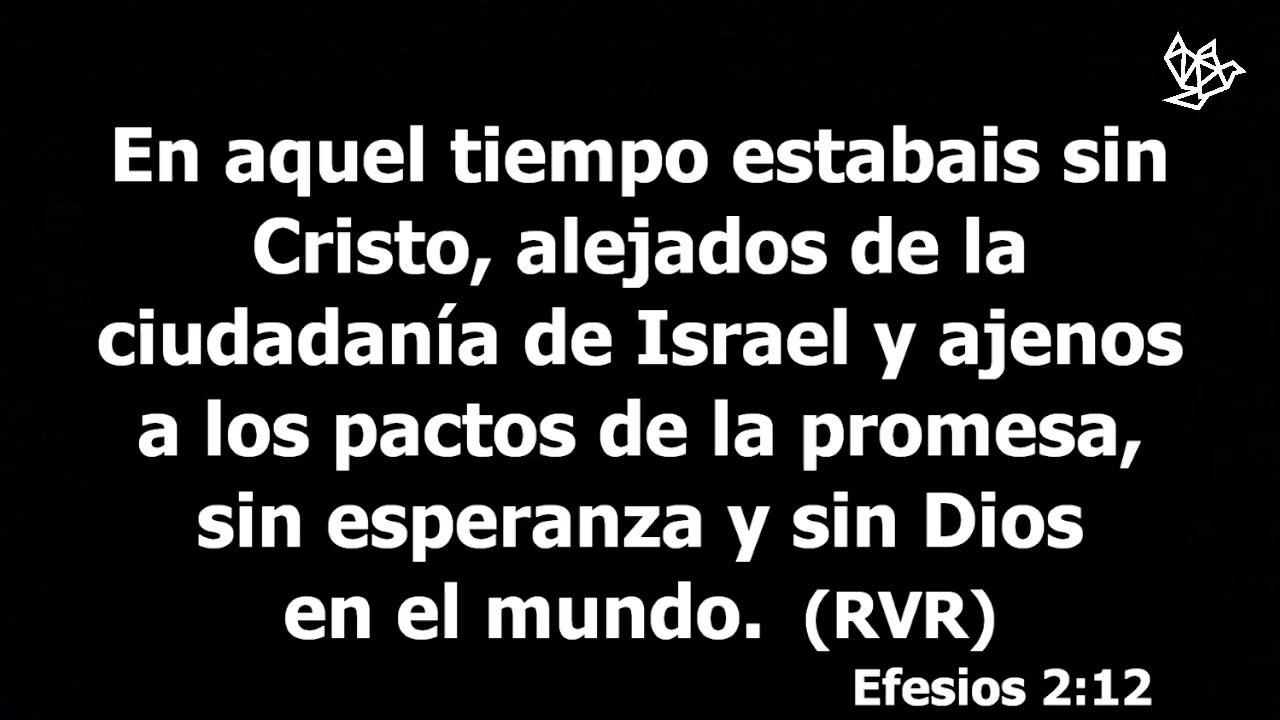 En aquel tiempo estabais sin
Cristo, alejados de la
ciudadanía de Israel y ajenos
a los pactos de la promesa,
sin esperanza y sin Dios
en el mundo. (RVR)
Efesios 2:12